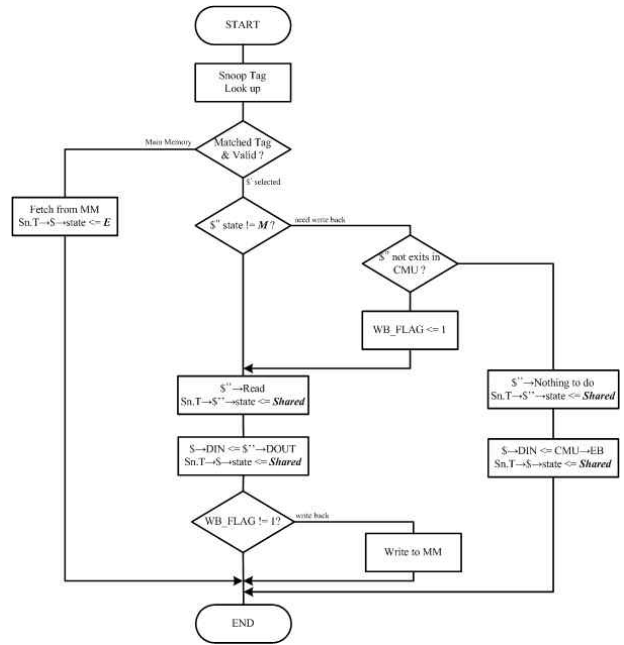 START
Snoop Tag
Look up
Main Memory
Matched Tag
& Valid ?
$' selected
Fetch from MM
Sn.T→$→state <= E
$'' state != M ?
need write back
$'' not exits in
CMU ?
WB_FLAG <= 1
$''→Read
Sn.T→$''→state <= Shared
$''→Nothing to do
Sn.T→$''→state <= Shared
$→DIN <= $''→DOUT
Sn.T→$→state <= Shared
$→DIN <= CMU→EB
Sn.T→$→state <= Shared
WB_FLAG != 1?
write back
Write to MM
END